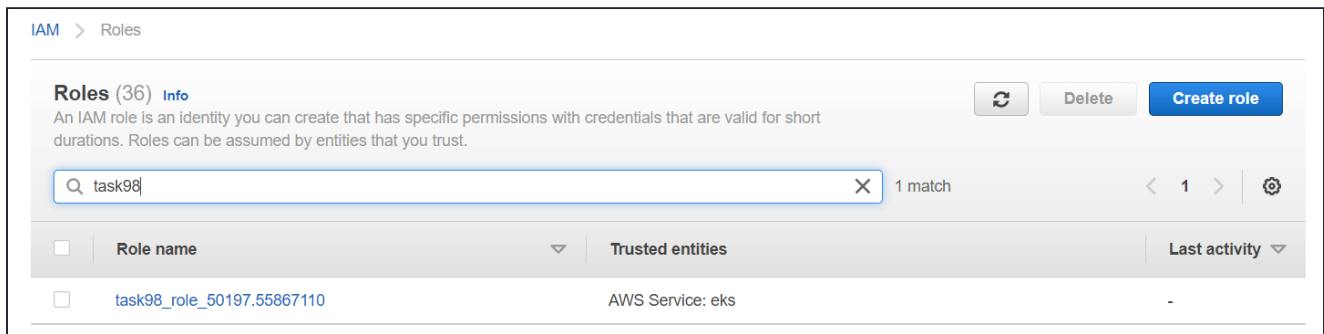 IAM > Roles
Roles (36) Info
Delete
Create role
An IAM role is an identity you can create that has specific permissions with credentials that are valid for short
durations. Roles can be assumed by entities that you trust.
task98
1 match
1
Role name
Trusted entities
Last activity
task98_role_50197.55867110
AWS Service: eks
-